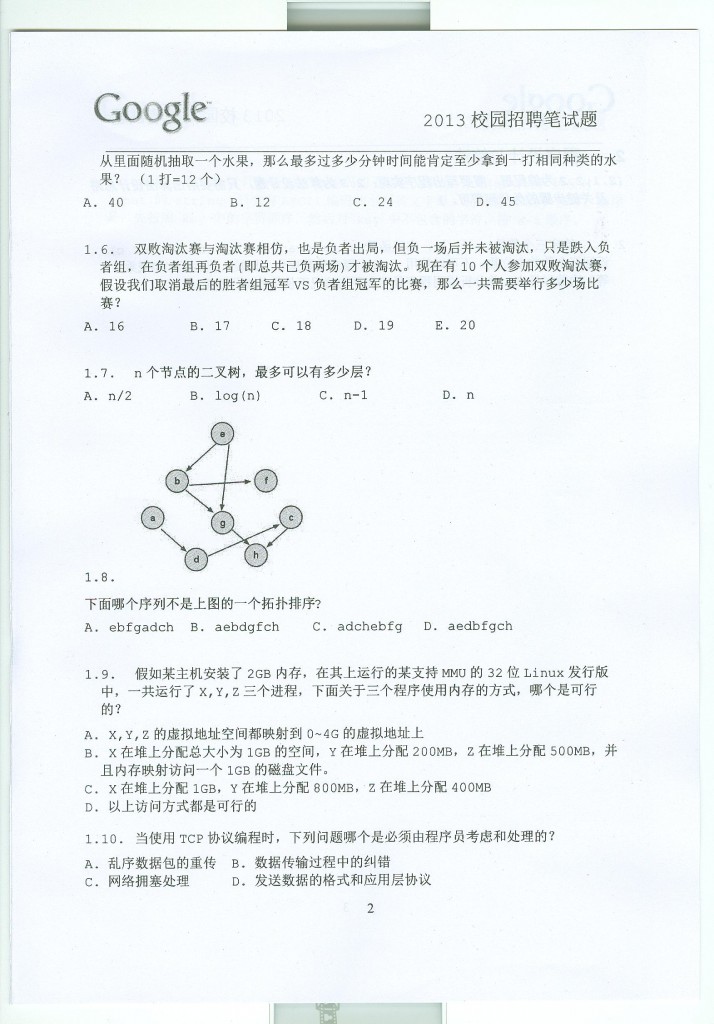 Google™
2013 校园招聘笔试题
从里面随机抽取一个水果，那么最多过多少分钟时间能肯定至少拿到一打相同种类的水
果？（1 打=12 个）
A. 40 B. 12 C. 24 D. 45
1.6. 双败淘汰赛与淘汰赛相仿，也是负者出局，但负一场后并未被淘汰，只是跌入负
者组，在负者组再负者(即总共已负两场)才被淘汰。现在有 10 个人参加双败淘汰赛，
假设我们取消最后的胜者组冠军 VS 负者组冠军的比赛，那么一共需要举行多少场比
赛？
A. 16 B. 17 C. 18 D. 19 E. 20
1.7. n 个节点的二叉树，最多可以有多少层？
A. n/2 B. log(n) C. n-1 D. n
e
b f
a g c
d h
1.8.
下面哪个序列不是上图的一个拓扑排序?
A. ebfgadch B. aebdgfch C. adchebfg D. aedbfgch
1.9. 假如某主机安装了 2GB 内存，在其上运行的某支持 MMU 的 32 位 Linux 发行版
中，一共运行了 X,Y,Z 三个进程，下面关于三个程序使用内存的方式，哪个是可行
的？
A. X,Y,Z 的虚拟地址空间都映射到 0~4G 的虚拟地址上
B. X 在堆上分配总大小为 1GB 的空间，Y 在堆上分配 200MB，Z 在堆上分配 500MB，并
且内存映射访问一个 1GB 的磁盘文件。
C. X 在堆上分配 1GB，Y 在堆上分配 800MB，Z 在堆上分配 400MB
D. 以上访问方式都是可行的
1.10. 当使用 TCP 协议编程时，下列问题哪个是必须由程序员考虑和处理的？
A. 乱序数据包的重传 B. 数据传输过程中的纠错
C. 网络拥塞处理 D. 发送数据的格式和应用层协议
2